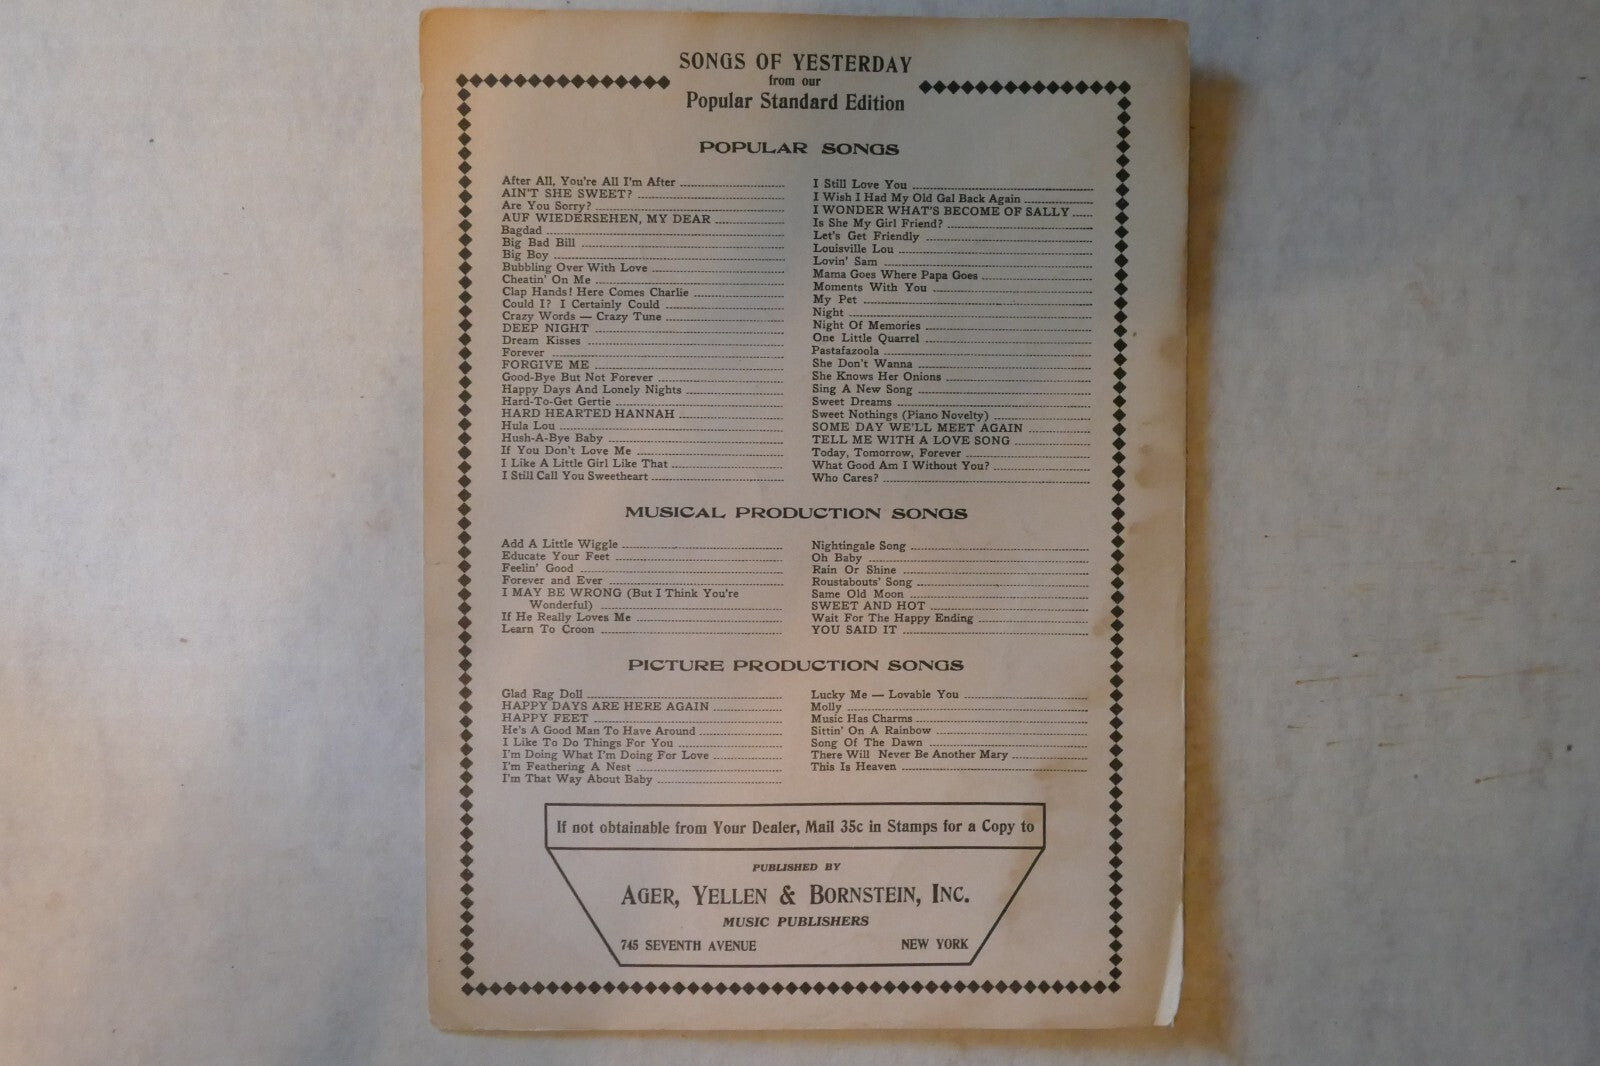 SONGS OF YESTERDAY
from our
Popular Standard Edition
POPULAR SONGS
After All, You're All I'm After
AIN'T SHE SWEET?
Are You Sorry?
AUF WIEDERSEHEN, MY DEAR
Bagdad
Big Bad Bill
Big Boy
Bubbling Over With Love
Cheatin' On Me
Clap Hands! Here Comes Charlie
Could I? I Certainly Could
Crazy Words — Crazy Tune
DEEP NIGHT
Dream Kisses
Forever
FORGIVE ME
Good-Bye But Not Forever
Happy Days And Lonely Nights
Hard-To-Get Gertie
HARD HEARTED HANNAH
Hula Lou
Hush-A-Bye Baby
If You Don't Love Me
I Like A Little Girl Like That
I Still Call You Sweetheart
I Still Love You
I Wish I Had My Old Gal Back Again
I WONDER WHAT'S BECOME OF SALLY
Is She My Girl Friend?
Let's Get Friendly
Louisville Lou
Lovin' Sam
Mama Goes Where Papa Goes
Moments With You
My Pet
Night
Night Of Memories
One Little Quarrel
Pastafazoola
She Don't Wanna
She Knows Her Onions
Sing A New Song
Sweet Dreams
Sweet Nothings (Piano Novelty)
SOME DAY WE'LL MEET AGAIN
TELL ME WITH A LOVE SONG
Today, Tomorrow, Forever
What Good Am I Without You?
Who Cares?
MUSICAL PRODUCTION SONGS
Add A Little Wiggle
Educate Your Feet
Feelin' Good
Forever and Ever
I MAY BE WRONG (But I Think You're
Wonderful)
If He Really Loves Me
Learn To Croon
Nightingale Song
Oh Baby
Rain Or Shine
Roustabouts' Song
Same Old Moon
SWEET AND HOT
Wait For The Happy Ending
YOU SAID IT
PICTURE PRODUCTION SONGS
Glad Rag Doll
HAPPY DAYS ARE HERE AGAIN
HAPPY FEET
He's A Good Man To Have Around
I Like To Do Things For You
I'm Doing What I'm Doing For Love
I'm Feathering A Nest
I'm That Way About Baby
Lucky Me — Lovable You
Molly
Music Has Charms
Sittin' On A Rainbow
Song Of The Dawn
There Will Never Be Another Mary
This Is Heaven
If not obtainable from Your Dealer, Mail 35c in Stamps for a Copy to
PUBLISHED BY
AGER, YELLEN & BORNSTEIN, INC.
MUSIC PUBLISHERS
745 SEVENTH AVENUE NEW YORK